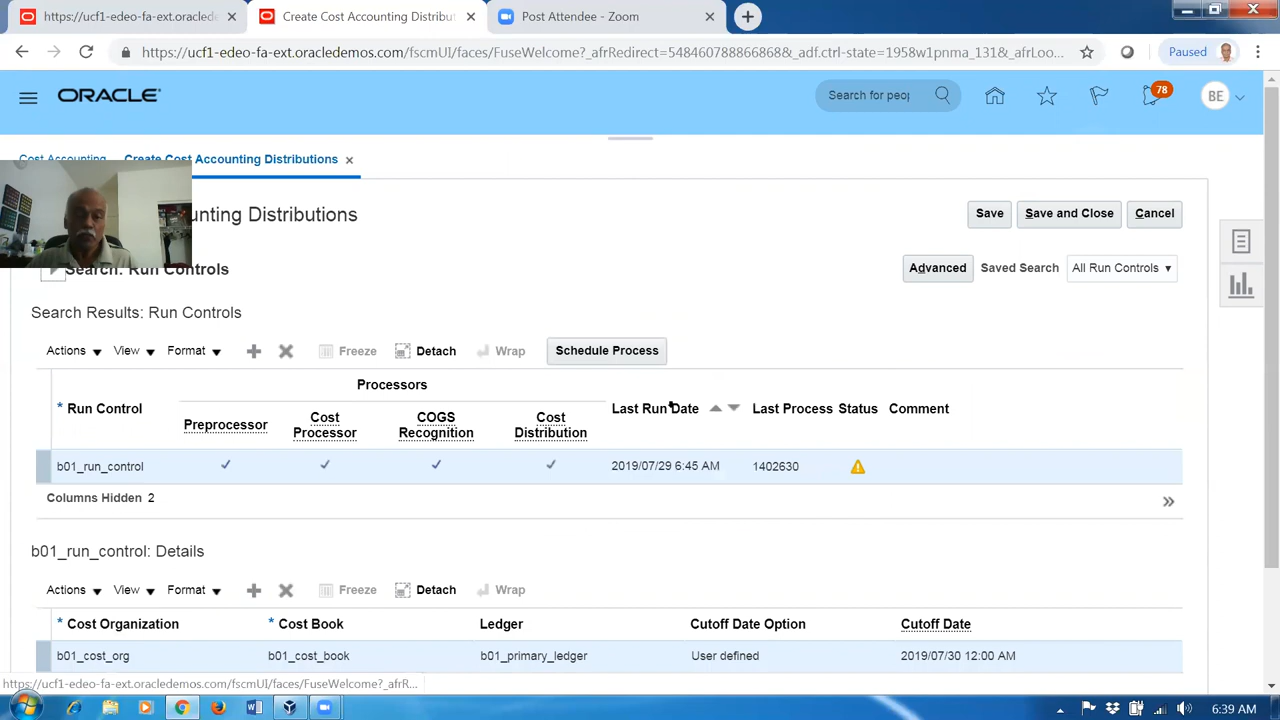 https://ucf1-edeo-fa-ext.oraclede
Create Cost Accounting Distribut
Post Attendee - Zoom
https://ucf1-edeo-fa-ext.oracledemos.com/fscmUI/faces/FuseWelcome?_afrRedirect=5484607888668 68&_adf.ctrl-state=1958w1pnma_131&_afrLoo...
Paused
ORACLE
Search for peop
78
BE
Cost Accounting
Create Cost Accounting Distributions
unting Distributions
Save
Save and Close
Cancel
Search: Run Controls
Advanced
Saved Search
All Run Controls
Search Results: Run Controls
Actions View Format Freeze Detach Wrap Schedule Process
Processors
* Run Control
Preprocessor
Cost Processor
COGS Recognition
Cost Distribution
Last Run Date
Last Process
Status
Comment
b01_run_control 2019/07/29 6:45 AM 1402630
Columns Hidden 2
b01_run_control: Details
Actions View Format Freeze Detach Wrap
* Cost Organization * Cost Book Ledger Cutoff Date Option Cutoff Date
b01_cost_org b01_cost_book b01_primary_ledger User defined 2019/07/30 12:00 AM
https://ucf1-edeo-fa-ext.oracledemos.com/fscmUI/faces/FuseWelcome?_afrR...
6:39 AM